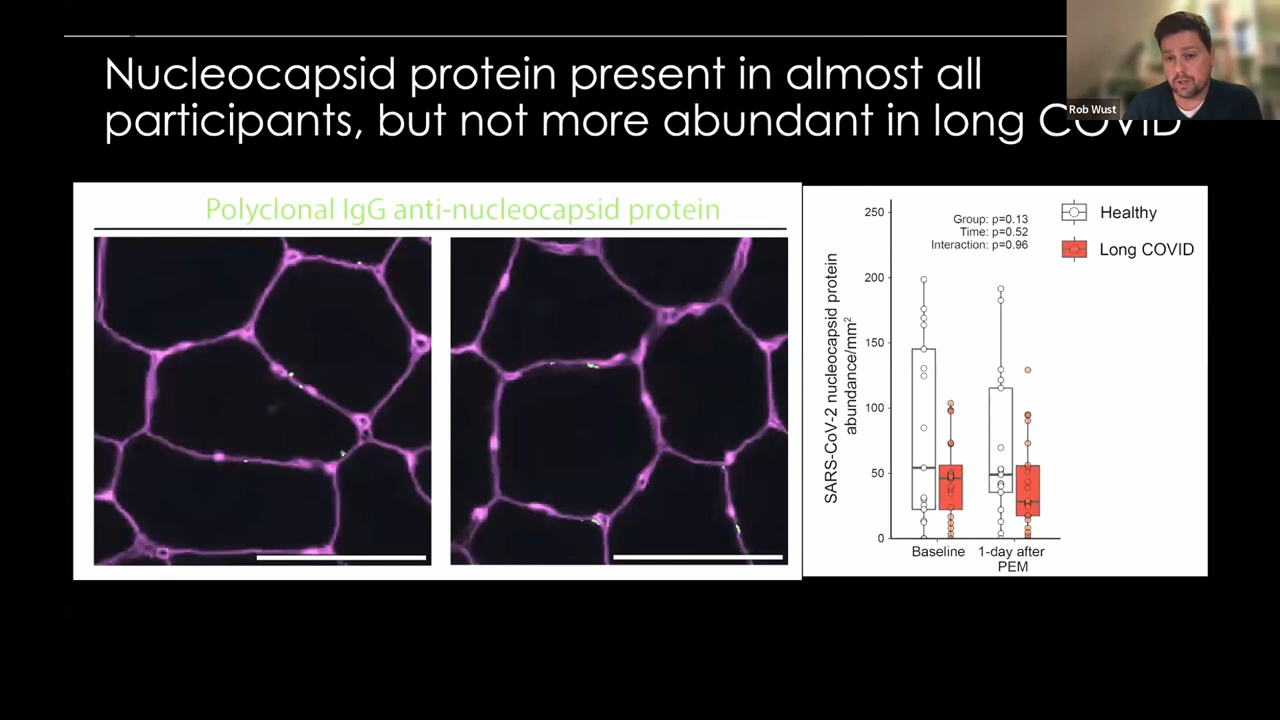 Nucleocapsid protein present in almost all
participants, but not more abundant in long COVID
Rob Wust
Polyclonal IgG anti-nucleocapsid protein
SARS-CoV-2 nucleocapsid protein
abundance/mm²
250
200
150
100
50
0
Group: p=0.13
Time: p=0.52
Interaction: p=0.96
Healthy
Long COVID
Baseline
1-day after
PEM